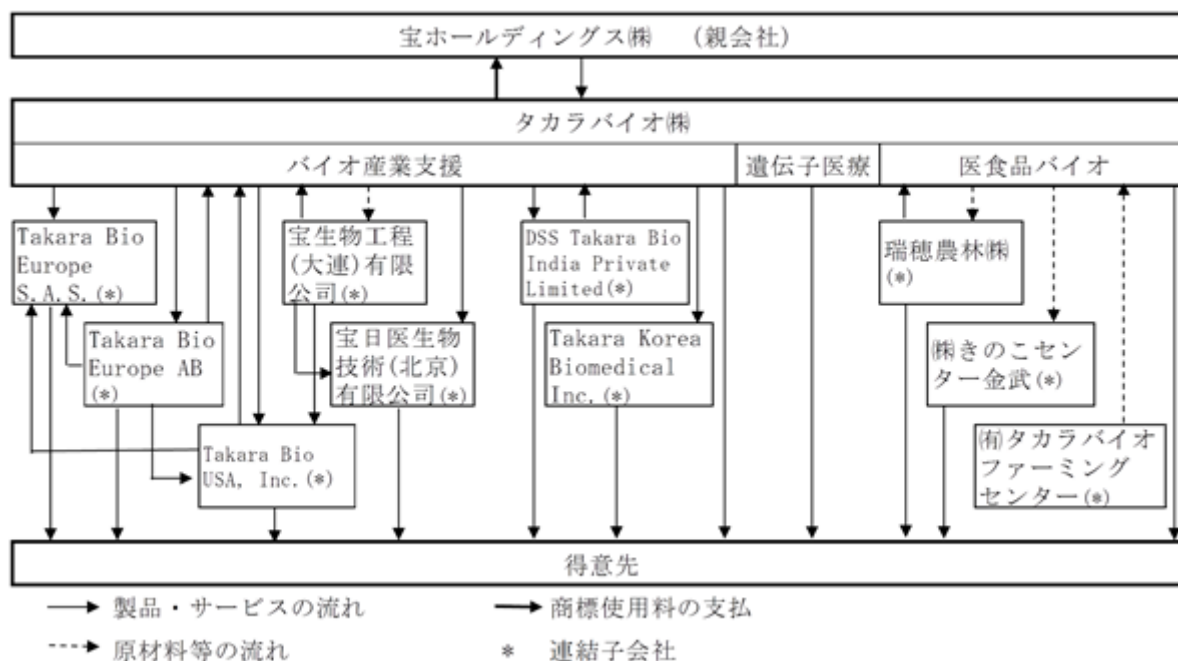 宝ホールディングス㈱ （親会社）
タカラバイオ㈱
バイオ産業支援
遺伝子医療
医食品バイオ
Takara Bio
Europe
S.A.S.(*)
宝生物工程
(大連)有限
公司(*)
DSS Takara Bio
India Private
Limited(*)
瑞穂農林㈱
(*)
Takara Bio
Europe AB
(*)
宝日医生物
技術(北京)
有限公司(*)
Takara Korea
Biomedical
Inc.(*)
㈱きのこセン
ター金武(*)
Takara Bio
USA, Inc.(*)
㈲タカラバイオ
ファーミング
センター(*)
得意先
製品・サービスの流れ
商標使用料の支払
原材料等の流れ
* 連結子会社